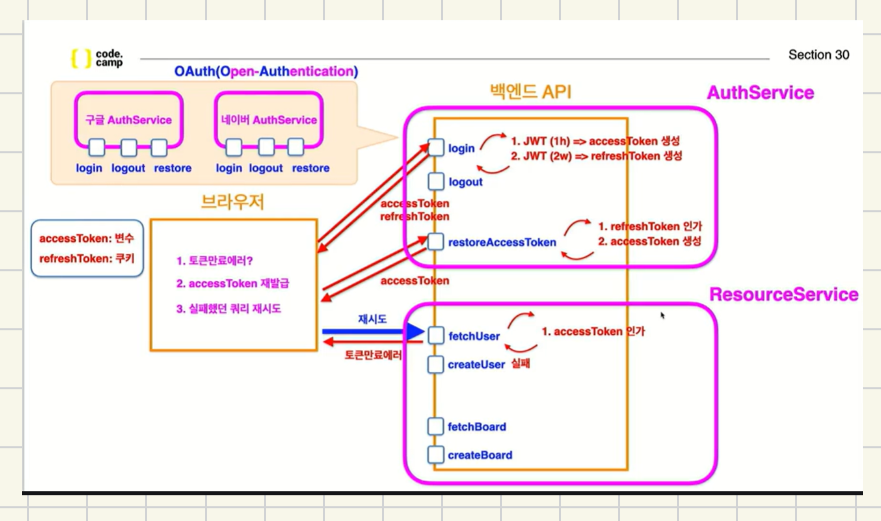 code.
camp
Section 30
OAuth(Open-Authentication)
구글 AuthService
네이버 AuthService
login logout restore
login logout restore
백엔드 API
AuthService
login
1. JWT (1h) => accessToken 생성
2. JWT (2w) => refreshToken 생성
logout
accessToken
refreshToken
restoreAccessToken
1. refreshToken 인가
2. accessToken 생성
accessToken
브라우저
accessToken: 변수
refreshToken: 쿠키
1. 토큰만료에러?
2. accessToken 재발급
3. 실패했던 쿼리 재시도
재시도
토큰만료에러
ResourceService
fetchUser
1. accessToken 인가
createUser 실패
fetchBoard
createBoard